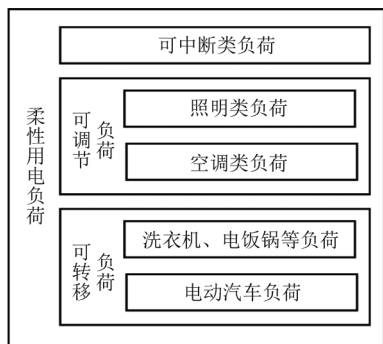 柔性用电负荷
可中断类负荷
可调节
负荷
照明类负荷
空调类负荷
可转移
负荷
洗衣机、电饭锅等负荷
电动汽车负荷